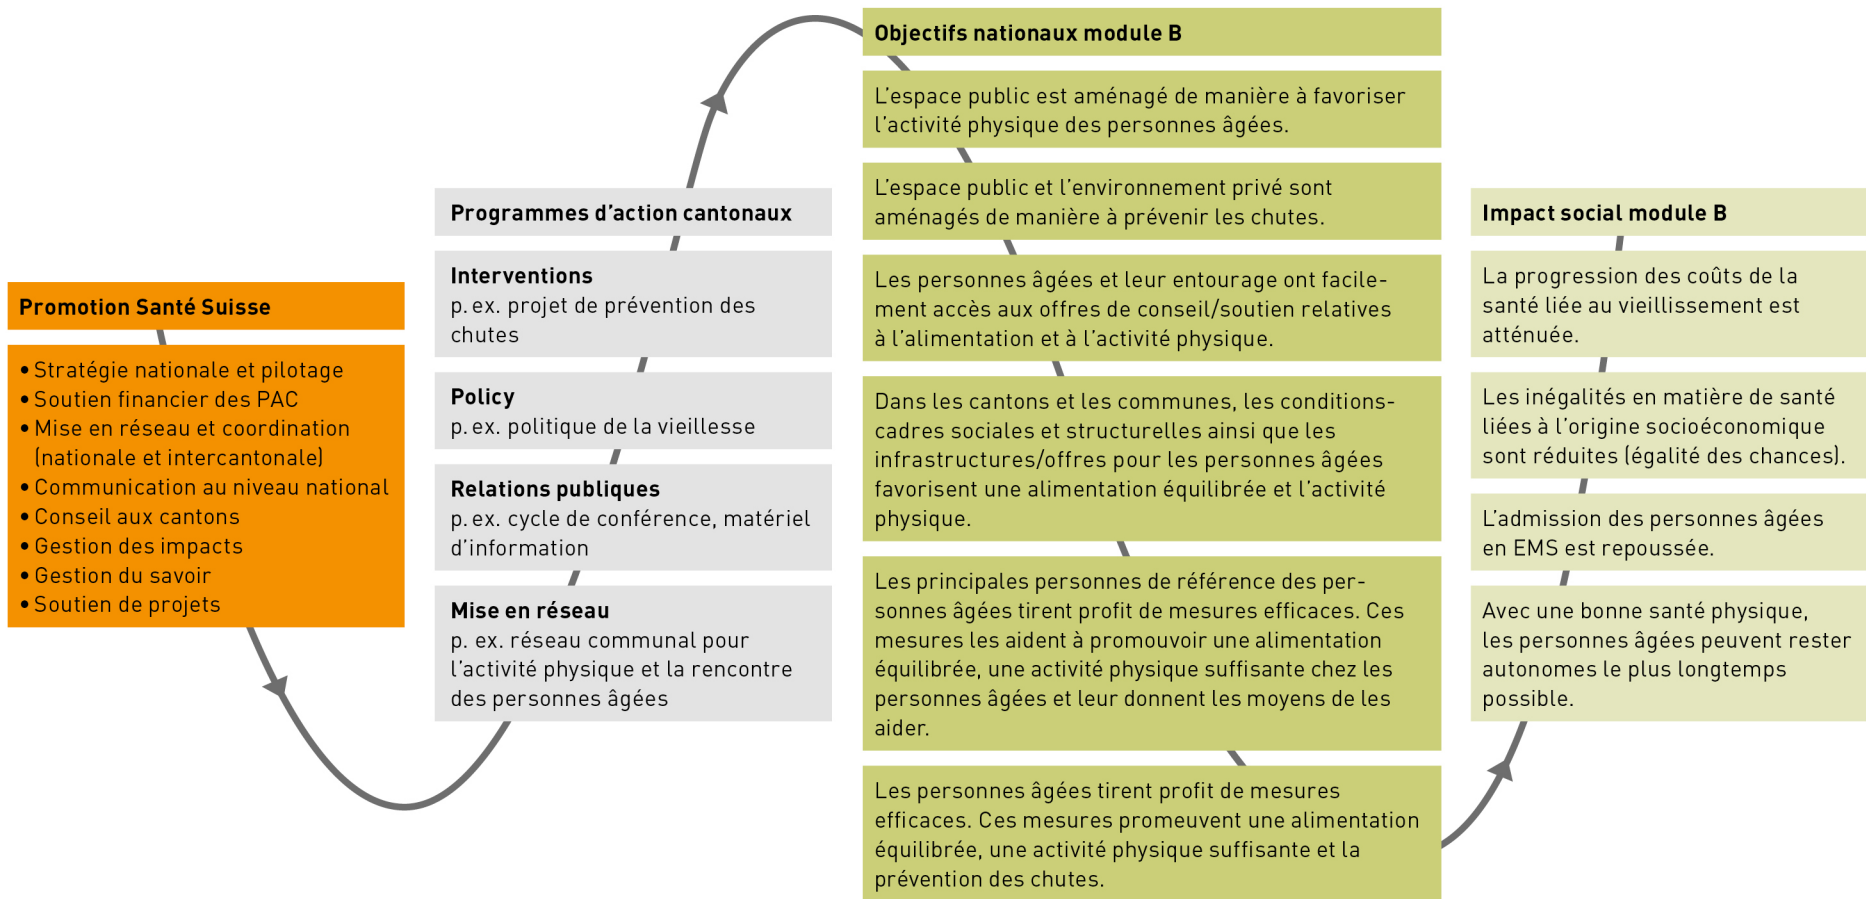 Promotion Santé Suisse
• Stratégie nationale et pilotage
• Soutien financier des PAC
• Mise en réseau et coordination
(nationale et intercantonale)
• Communication au niveau national
• Conseil aux cantons
• Gestion des impacts
• Gestion du savoir
• Soutien de projets
Programmes d’action cantonaux
Interventions
p. ex. projet de prévention des
chutes
Policy
p. ex. politique de la vieillesse
Relations publiques
p. ex. cycle de conférence, matériel
d’information
Mise en réseau
p. ex. réseau communal pour
l’activité physique et la rencontre
des personnes âgées
Objectifs nationaux module B
L’espace public est aménagé de manière à favoriser
l’activité physique des personnes âgées.
L’espace public et l’environnement privé sont
aménagés de manière à prévenir les chutes.
Les personnes âgées et leur entourage ont facile-
ment accès aux offres de conseil/soutien relatives
à l’alimentation et à l’activité physique.
Dans les cantons et les communes, les conditions-
cadres sociales et structurelles ainsi que les
infrastructures/offres pour les personnes âgées
favorisent une alimentation équilibrée et l’activité
physique.
Les principales personnes de référence des per-
sonnes âgées tirent profit de mesures efficaces. Ces
mesures les aident à promouvoir une alimentation
équilibrée, une activité physique suffisante chez les
personnes âgées et leur donnent les moyens de les
aider.
Les personnes âgées tirent profit de mesures
efficaces. Ces mesures promeuvent une alimentation
équilibrée, une activité physique suffisante et la
prévention des chutes.
Impact social module B
La progression des coûts de la
santé liée au vieillissement est
atténuée.
Les inégalités en matière de santé
liées à l’origine socioéconomique
sont réduites (égalité des chances).
L’admission des personnes âgées
en EMS est repoussée.
Avec une bonne santé physique,
les personnes âgées peuvent rester
autonomes le plus longtemps
possible.